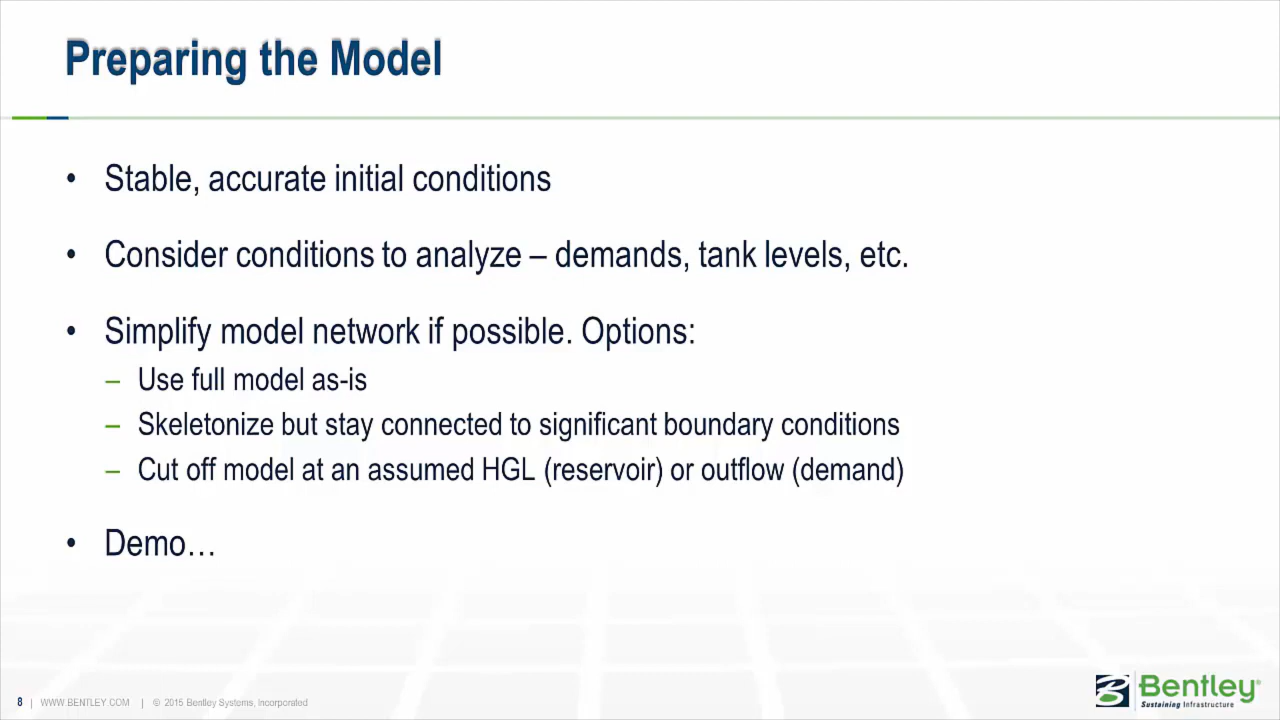 Preparing the Model
• Stable, accurate initial conditions
• Consider conditions to analyze – demands, tank levels, etc.
• Simplify model network if possible. Options:
– Use full model as-is
– Skeletonize but stay connected to significant boundary conditions
– Cut off model at an assumed HGL (reservoir) or outflow (demand)
• Demo…
8 | WWW.BENTLEY.COM | © 2015 Bentley Systems, Incorporated
Bentley®
Sustaining Infrastructure